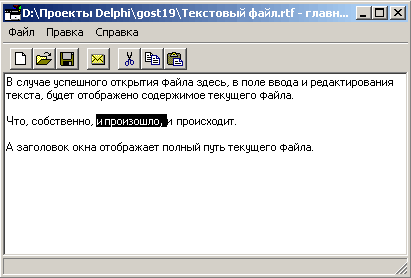 D:\Проекты Delphi\gost19\Текстовый файл.rtf - главн...
Файл Правка Справка
В случае успешного открытия файла здесь, в поле ввода и редактирования
текста, будет отображено содержимое текущего файла.
Что, собственно, и произошло, и происходит.
А заголовок окна отображает полный путь текущего файла.